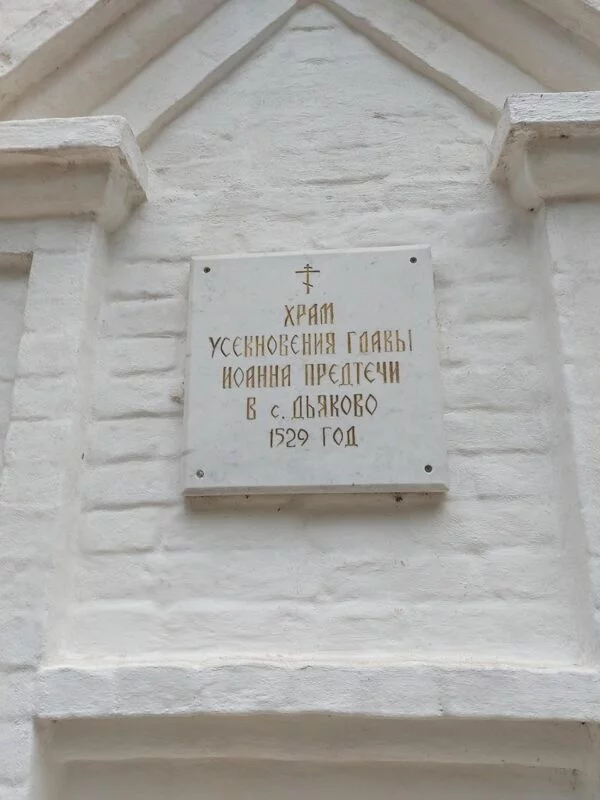 ХРАМ
УСЕКНОВЕНИЯ ГЛАВЫ
ИОАННА ПРЕДТЕЧИ
В с. ДЬЯКОВО
1529 ГОД